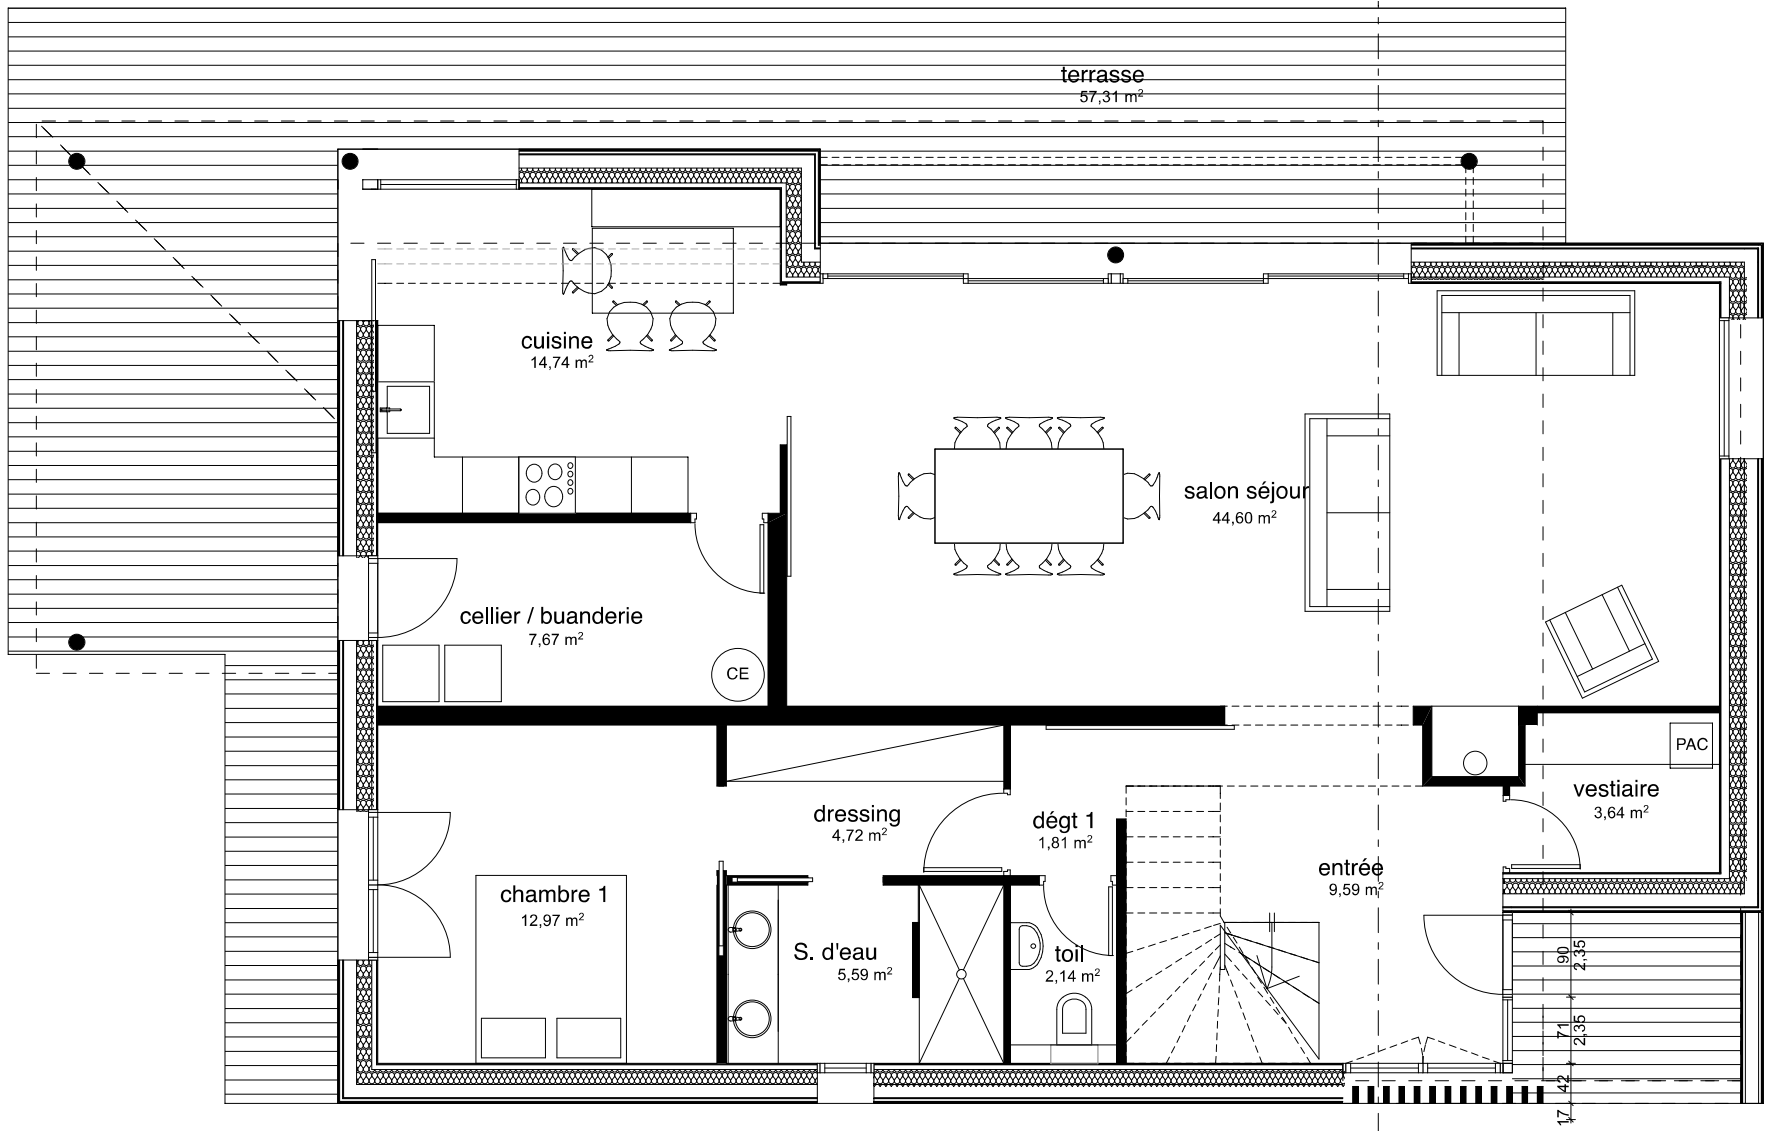 terrasse
57,31 m²
cuisine
14,74 m²
salon séjour
44,60 m²
cellier / buanderie
7,67 m²
CE
PAC
vestiaire
3,64 m²
dressing
4,72 m²
dégt 1
1,81 m²
entrée
9,59 m²
chambre 1
12,97 m²
S. d'eau
5,59 m²
toil
2,14 m²
90
2,35
71
2,35
42
17